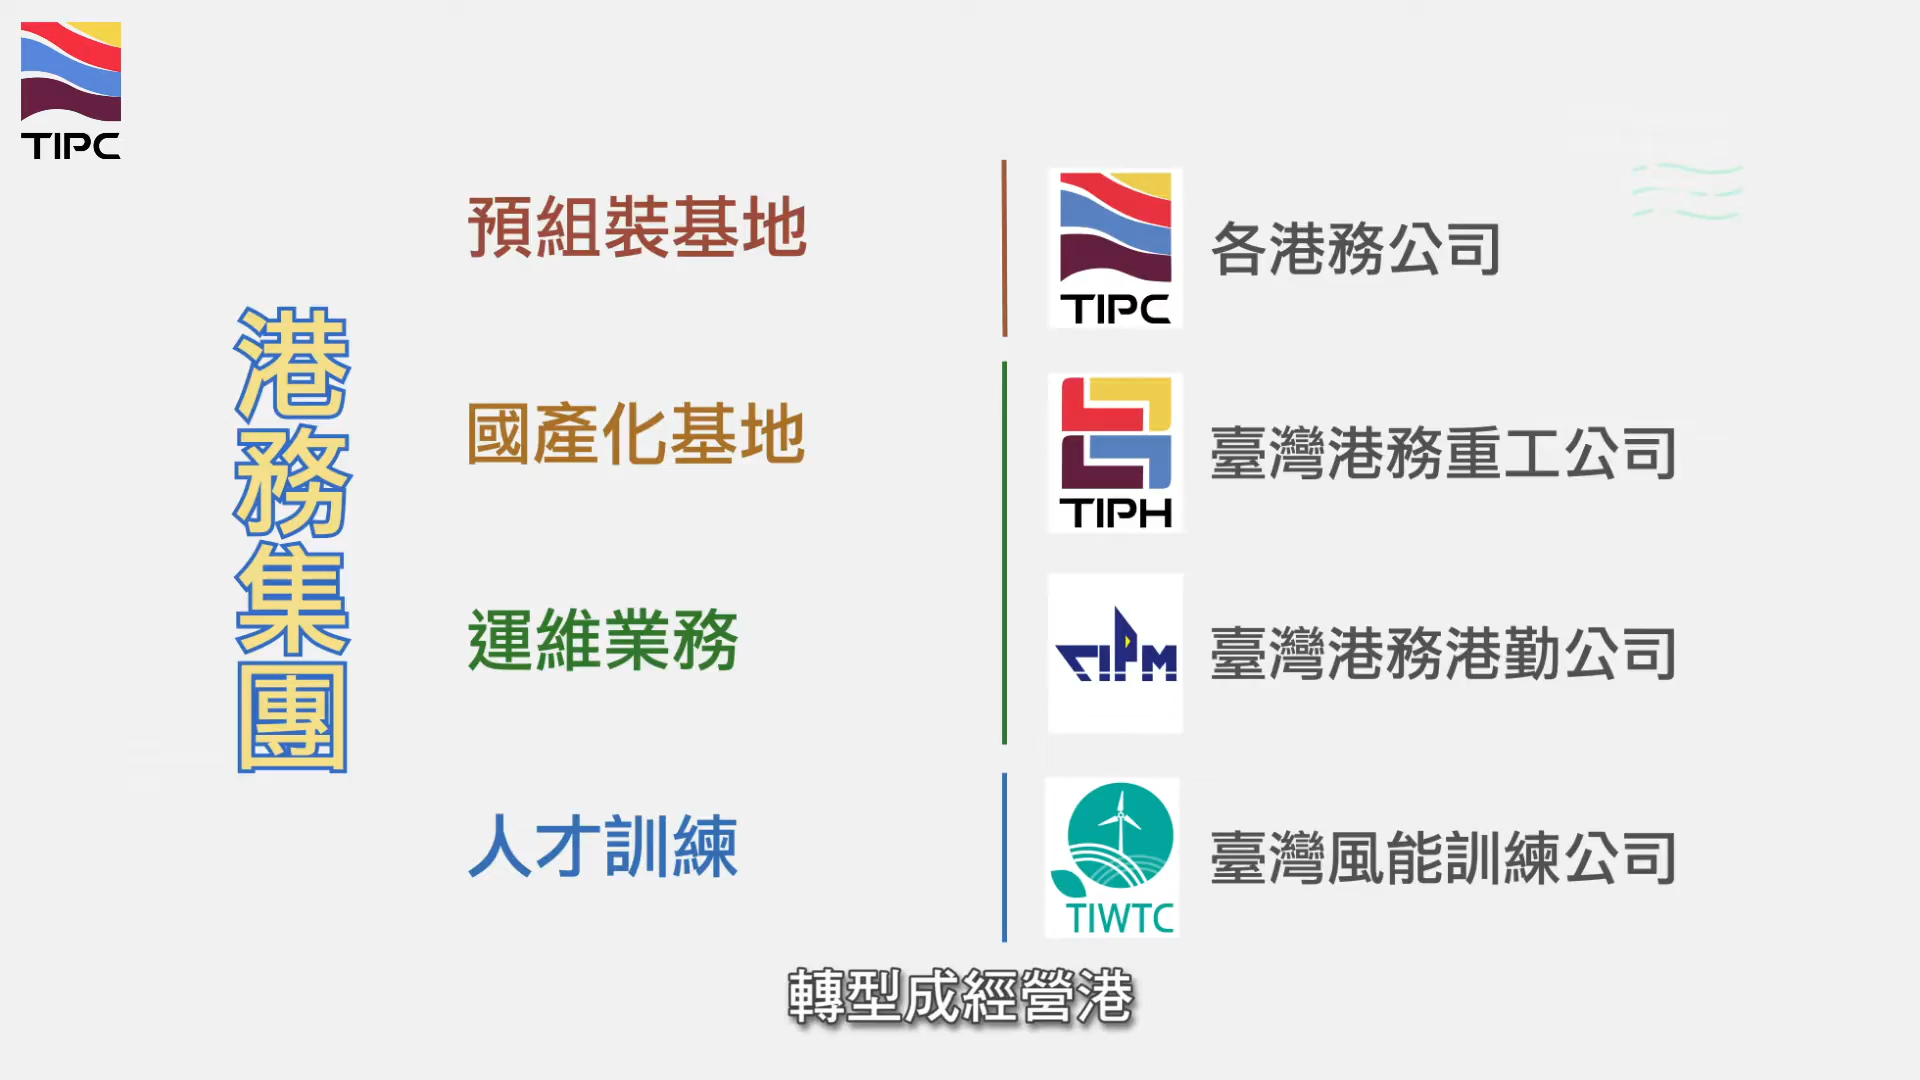 TIPC
港務集團
預組裝基地
TIPC
各港務公司
國產化基地
TIPH
臺灣港務重工公司
運維業務
TIPM
臺灣港務港勤公司
人才訓練
TIWTC
臺灣風能訓練公司
轉型成經營港